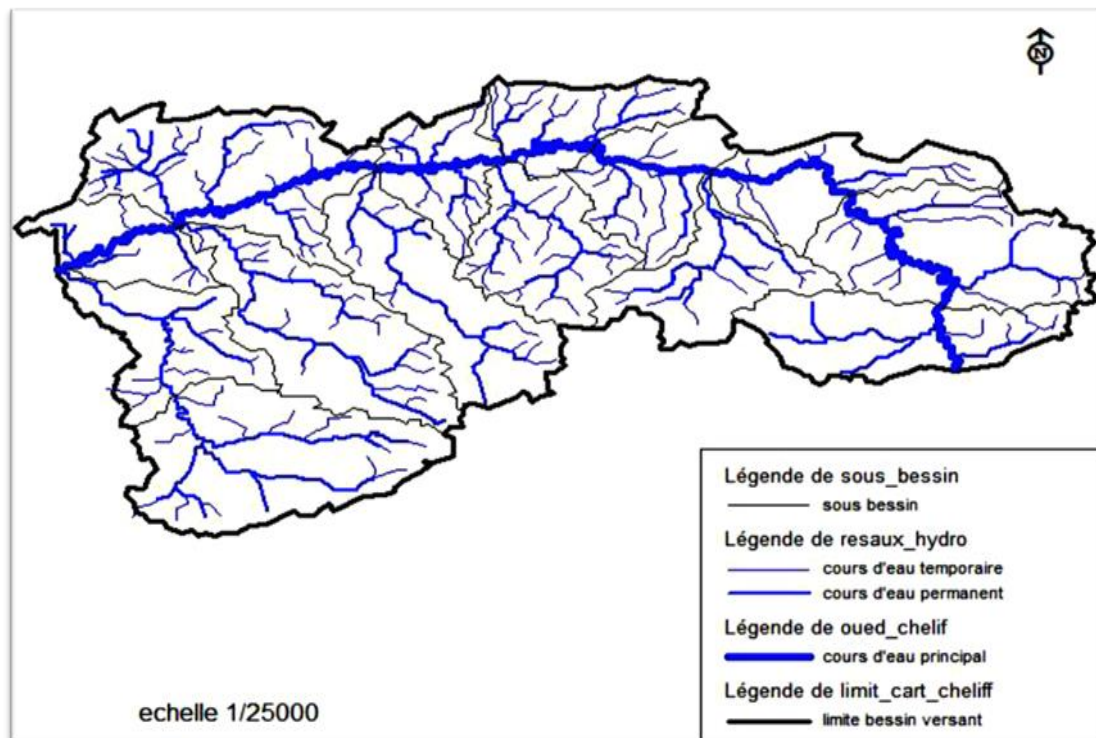 N
Légende de sous_bessin
sous bessin
Légende de resaux_hydro
cours d'eau temporaire
cours d'eau permanent
Légende de oued_chelif
cours d'eau principal
Légende de limit_cart_cheliff
limite bessin versant
echelle 1/25000